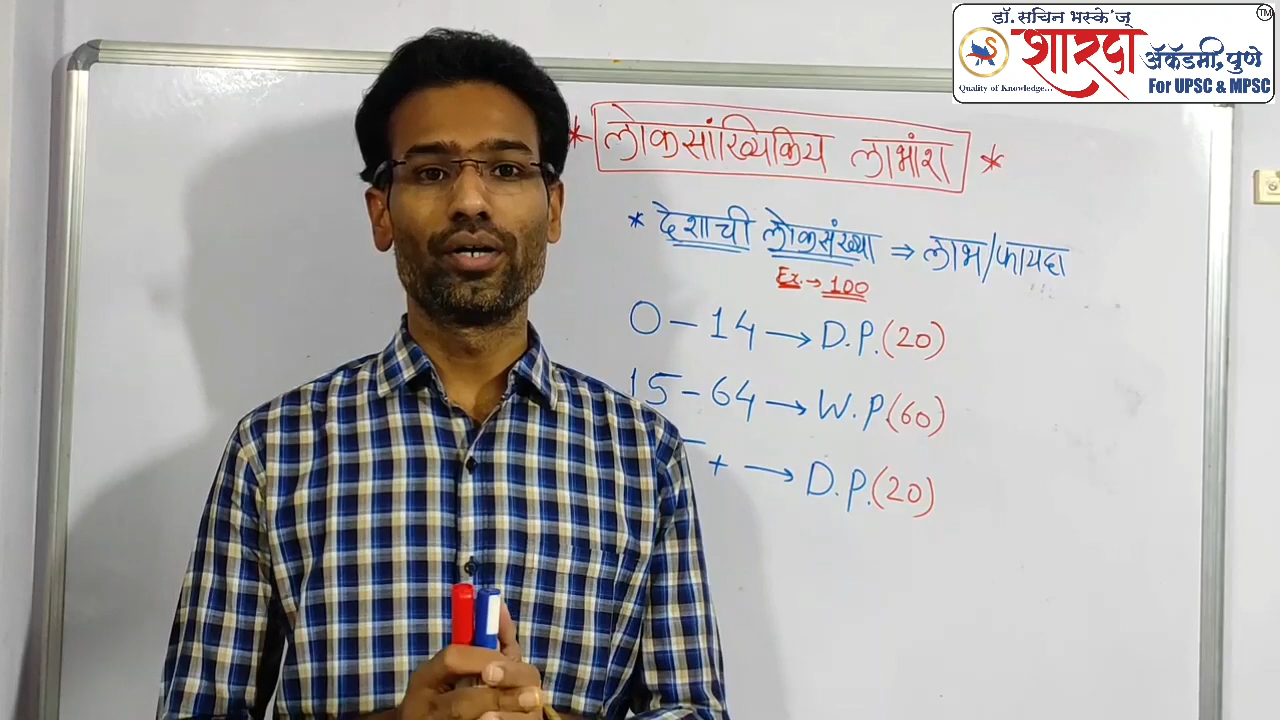 डॉ. सचिन भस्के'ज् TM
शारदा ॲकॅडमी, पुणे
Quality of Knowledge... For UPSC & MPSC
* लोकसांख्यिकिय लाभांश *
* देशाची लोकसंख्या ⇒ लाभ/फायदा
Ex. → 100
0 - 14 → D.P. (20)
15 - 64 → W.P (60)
+ → D.P. (20)